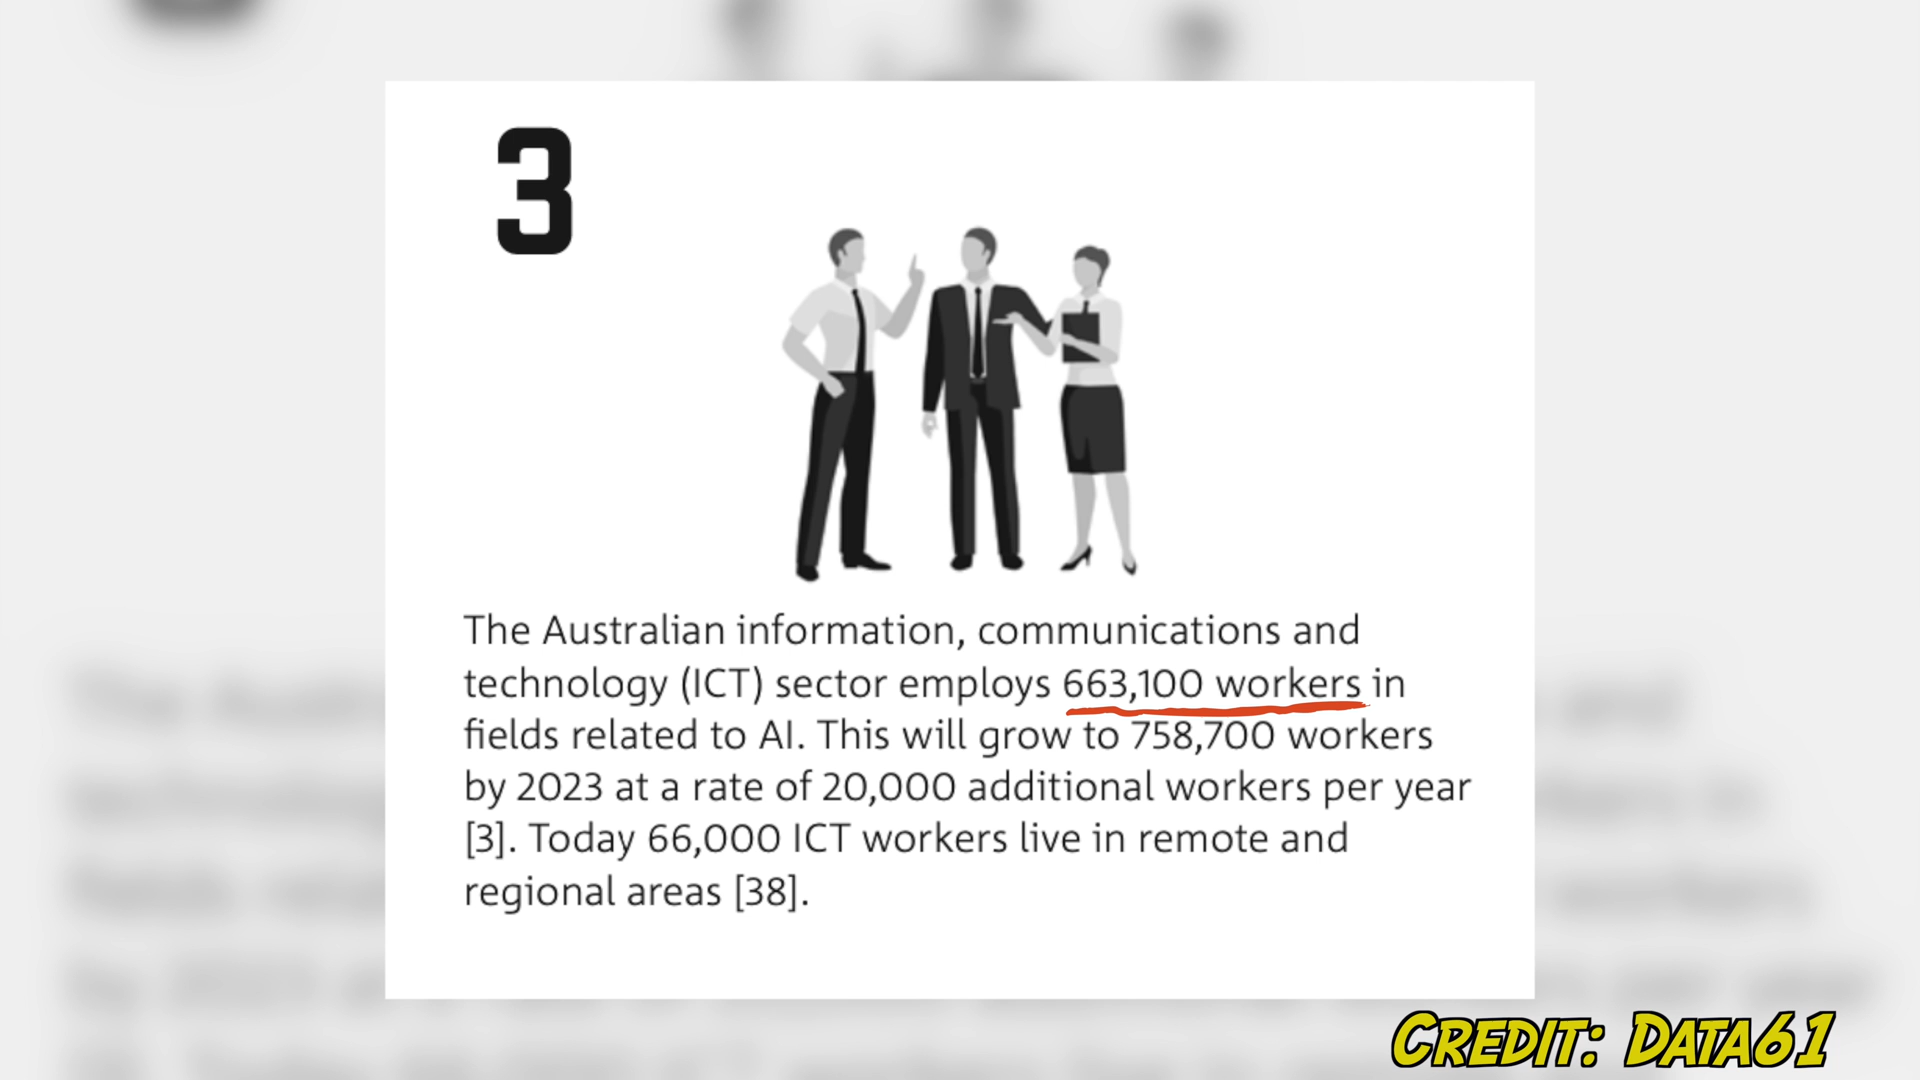 3
The Australian information, communications and
technology (ICT) sector employs 663,100 workers in
fields related to AI. This will grow to 758,700 workers
by 2023 at a rate of 20,000 additional workers per year
[3]. Today 66,000 ICT workers live in remote and
regional areas [38].
CREDIT: DATA61